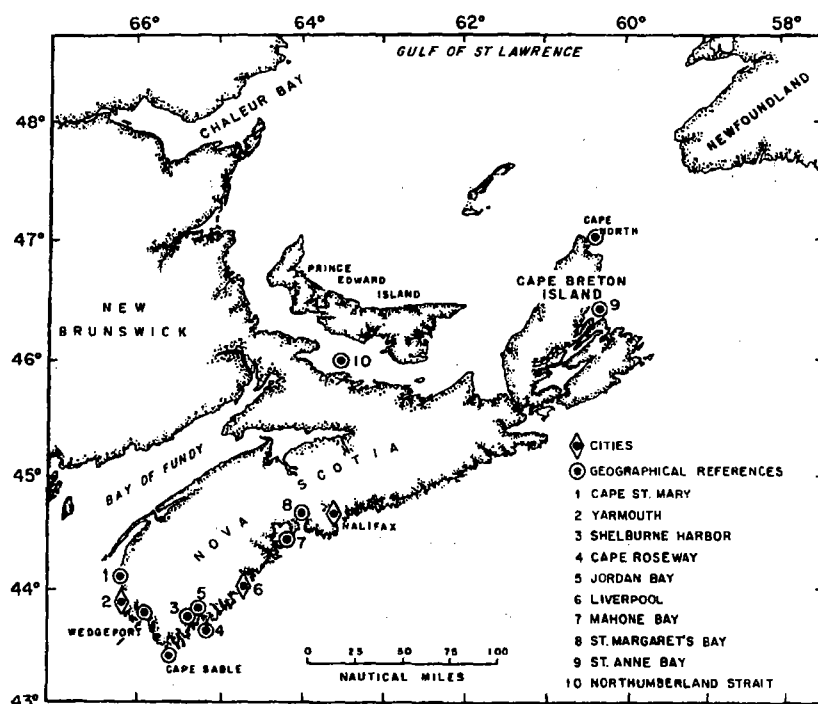 66° 64° 62° 60° 58°
GULF OF ST LAWRENCE
CHALEUR BAY
NEWFOUNDLAND
48°
CAPE
NORTH
47°
PRINCE
EDWARD
ISLAND
CAPE BRETON
ISLAND
9
NEW
BRUNSWICK
46°
10
45°
BAY OF FUNDY
NOVA SCOTIA
8
HALIFAX
7
44°
1
2
WEDGEPORT
3
5
4
6
CAPE SABLE
43°
0 25 50 75 100
NAUTICAL MILES
CITIES
GEOGRAPHICAL REFERENCES
1 CAPE ST. MARY
2 YARMOUTH
3 SHELBURNE HARBOR
4 CAPE ROSEWAY
5 JORDAN BAY
6 LIVERPOOL
7 MAHONE BAY
8 ST. MARGARET'S BAY
9 ST. ANNE BAY
10 NORTHUMBERLAND STRAIT